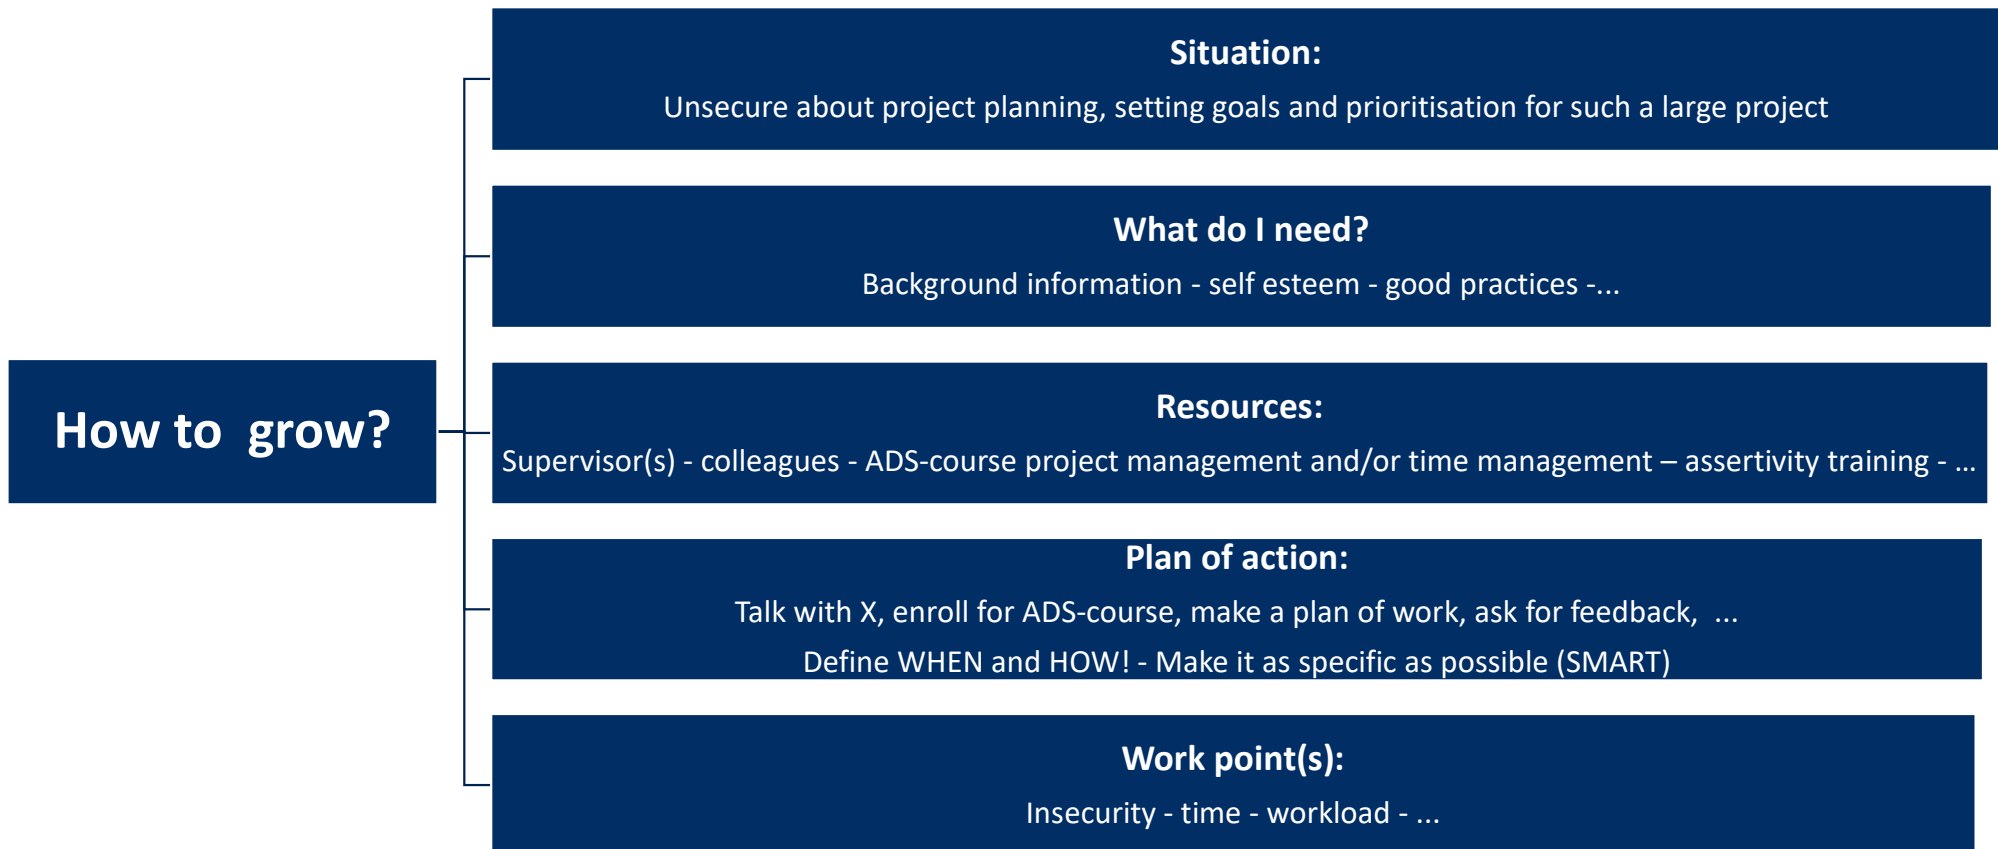 Situation:
Unsecure about project planning, setting goals and prioritisation for such a large project
What do I need?
Background information - self esteem - good practices -...
How to  grow?
Resources:
Supervisor(s) - colleagues - ADS-course project management and/or time management – assertivity training - ...
Plan of action:
Talk with X, enroll for ADS-course, make a plan of work, ask for feedback,  ...
Define WHEN and HOW! - Make it as specific as possible (SMART)
Work point(s):
Insecurity - time - workload - ...